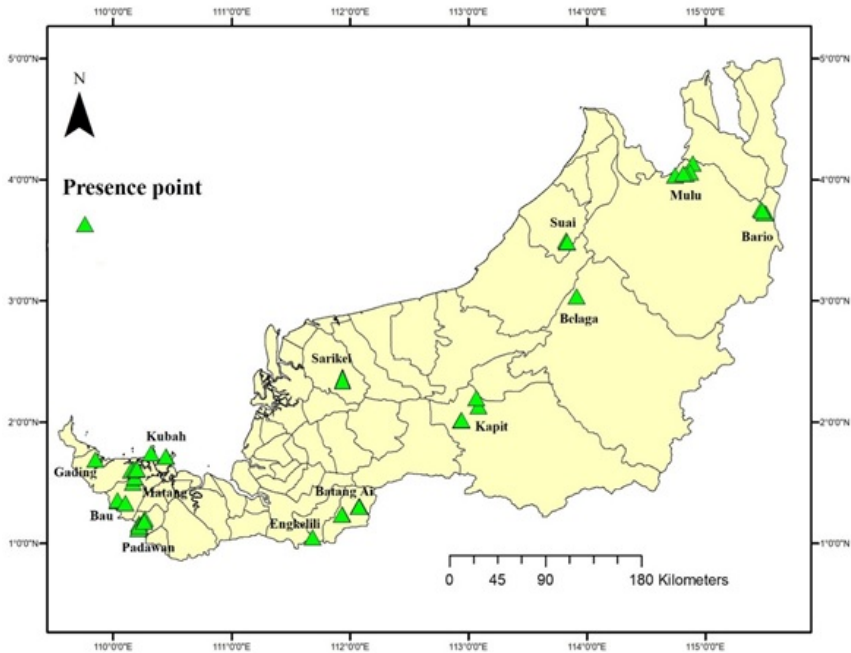 110°0'0"E 111°0'0"E 112°0'0"E 113°0'0"E 114°0'0"E 115°0'0"E
5°0'0"N 5°0'0"N
N
4°0'0"N 4°0'0"N
Presence point
Mulu
Suai
Bario
3°0'0"N 3°0'0"N
Belaga
Sarikei
2°0'0"N 2°0'0"N
Kapit
Kubah
Gading
Matang
Batang Ai
Bau
Engkelili
1°0'0"N 1°0'0"N
Padawan
0 45 90 180 Kilometers
110°0'0"E 111°0'0"E 112°0'0"E 113°0'0"E 114°0'0"E 115°0'0"E